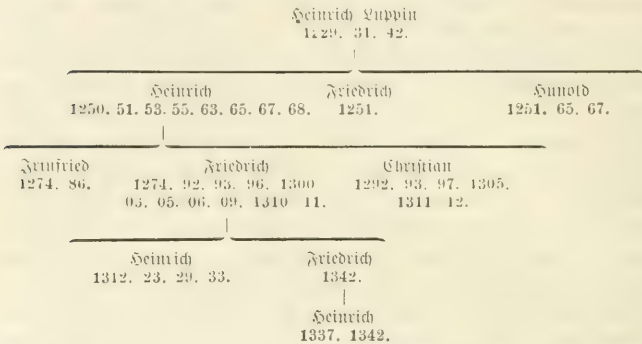 Heinrich Luppin
1229. 31. 42.
Heinrich Friedrich Hunold
1250. 51. 53. 55. 63. 65. 67. 68. 1251. 1251. 65. 67.
Irmfried Friedrich Christian
1274. 86. 1274. 92. 93. 96. 1300 1292. 93. 97. 1305.
03. 05. 06. 09. 1310 11. 1311 12.
Heinrich Friedrich
1312. 23. 29. 33. 1342.
Heinrich
1337. 1342.